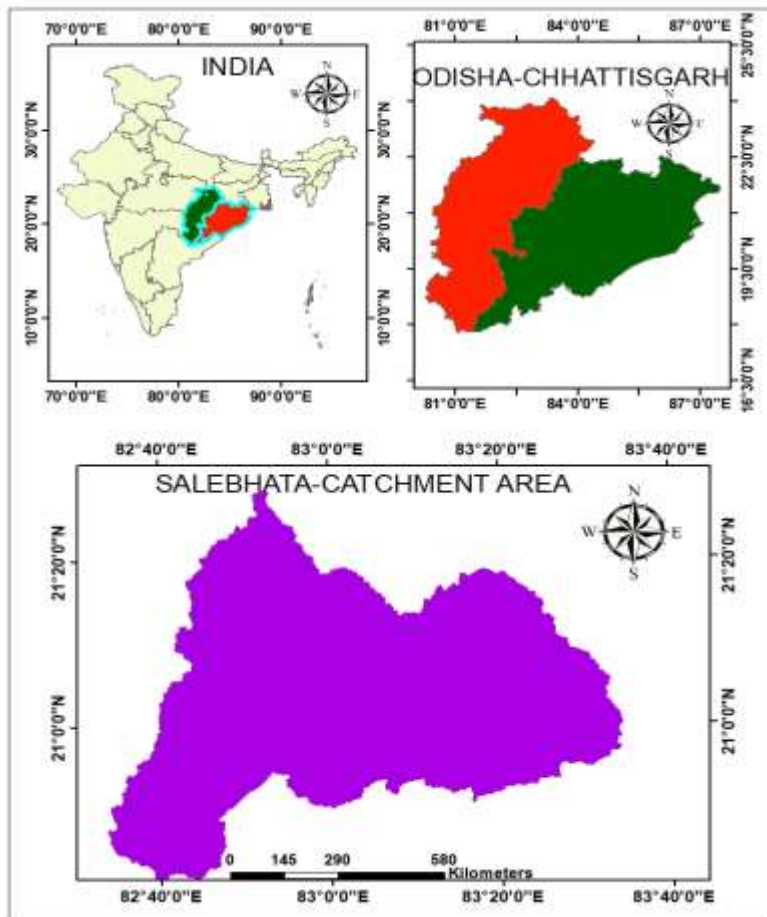 70°0'0"E 80°0'0"E 90°0'0"E
INDIA
N
W E
S
30°0'0"N
20°0'0"N
10°0'0"N
30°0'0"N
20°0'0"N
10°0'0"N
70°0'0"E 80°0'0"E 90°0'0"E
81°0'0"E 84°0'0"E 87°0'0"E
ODISHA-CHHATTISGARH
N
W E
S
25°30'0"N
22°30'0"N
19°30'0"N
16°30'0"N
81°0'0"E 84°0'0"E 87°0'0"E
82°40'0"E 83°0'0"E 83°20'0"E 83°40'0"E
SALEBHATA-CATCHMENT AREA
N
W E
S
21°20'0"N
21°0'0"N
21°20'0"N
21°0'0"N
0 145 290 580
Kilometers
82°40'0"E 83°0'0"E 83°20'0"E 83°40'0"E